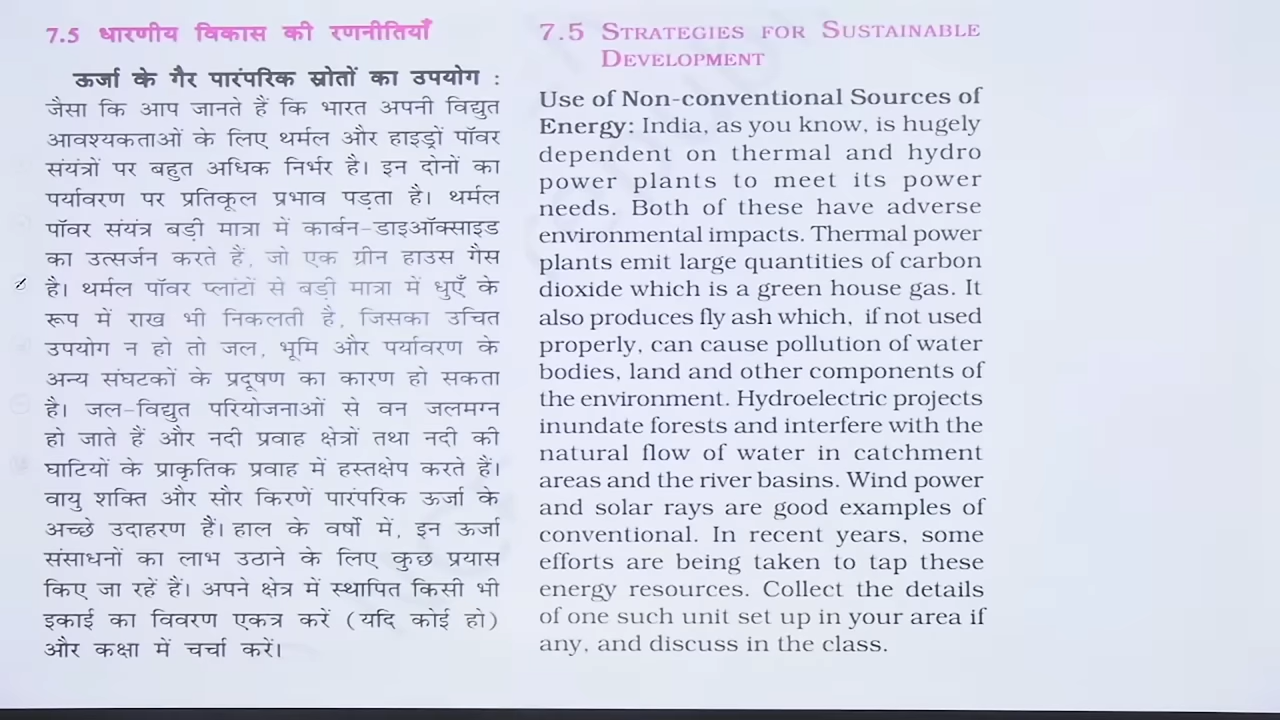 7.5 धारणीय विकास की रणनीतियाँ
ऊर्जा के गैर पारंपरिक स्रोतों का उपयोग :
जैसा कि आप जानते हैं कि भारत अपनी विद्युत
आवश्यकताओं के लिए थर्मल और हाइड्रों पॉवर
संयंत्रों पर बहुत अधिक निर्भर है। इन दोनों का
पर्यावरण पर प्रतिकूल प्रभाव पड़ता है। थर्मल
पॉवर संयंत्र बड़ी मात्रा में कार्बन-डाइऑक्साइड
का उत्सर्जन करते हैं, जो एक ग्रीन हाउस गैस
है। थर्मल पॉवर प्लांटों से बड़ी मात्रा में धुएँ के
रूप में राख भी निकलती है, जिसका उचित
उपयोग न हो तो जल, भूमि और पर्यावरण के
अन्य संघटकों के प्रदूषण का कारण हो सकता
है। जल-विद्युत परियोजनाओं से वन जलमग्न
हो जाते हैं और नदी प्रवाह क्षेत्रों तथा नदी की
घाटियों के प्राकृतिक प्रवाह में हस्तक्षेप करते हैं।
वायु शक्ति और सौर किरणें पारंपरिक ऊर्जा के
अच्छे उदाहरण हैं। हाल के वर्षों में, इन ऊर्जा
संसाधनों का लाभ उठाने के लिए कुछ प्रयास
किए जा रहें हैं। अपने क्षेत्र में स्थापित किसी भी
इकाई का विवरण एकत्र करें (यदि कोई हो)
और कक्षा में चर्चा करें।
7.5 STRATEGIES FOR SUSTAINABLE
DEVELOPMENT
Use of Non-conventional Sources of
Energy: India, as you know, is hugely
dependent on thermal and hydro
power plants to meet its power
needs. Both of these have adverse
environmental impacts. Thermal power
plants emit large quantities of carbon
dioxide which is a green house gas. It
also produces fly ash which, if not used
properly, can cause pollution of water
bodies, land and other components of
the environment. Hydroelectric projects
inundate forests and interfere with the
natural flow of water in catchment
areas and the river basins. Wind power
and solar rays are good examples of
conventional. In recent years, some
efforts are being taken to tap these
energy resources. Collect the details
of one such unit set up in your area if
any, and discuss in the class.